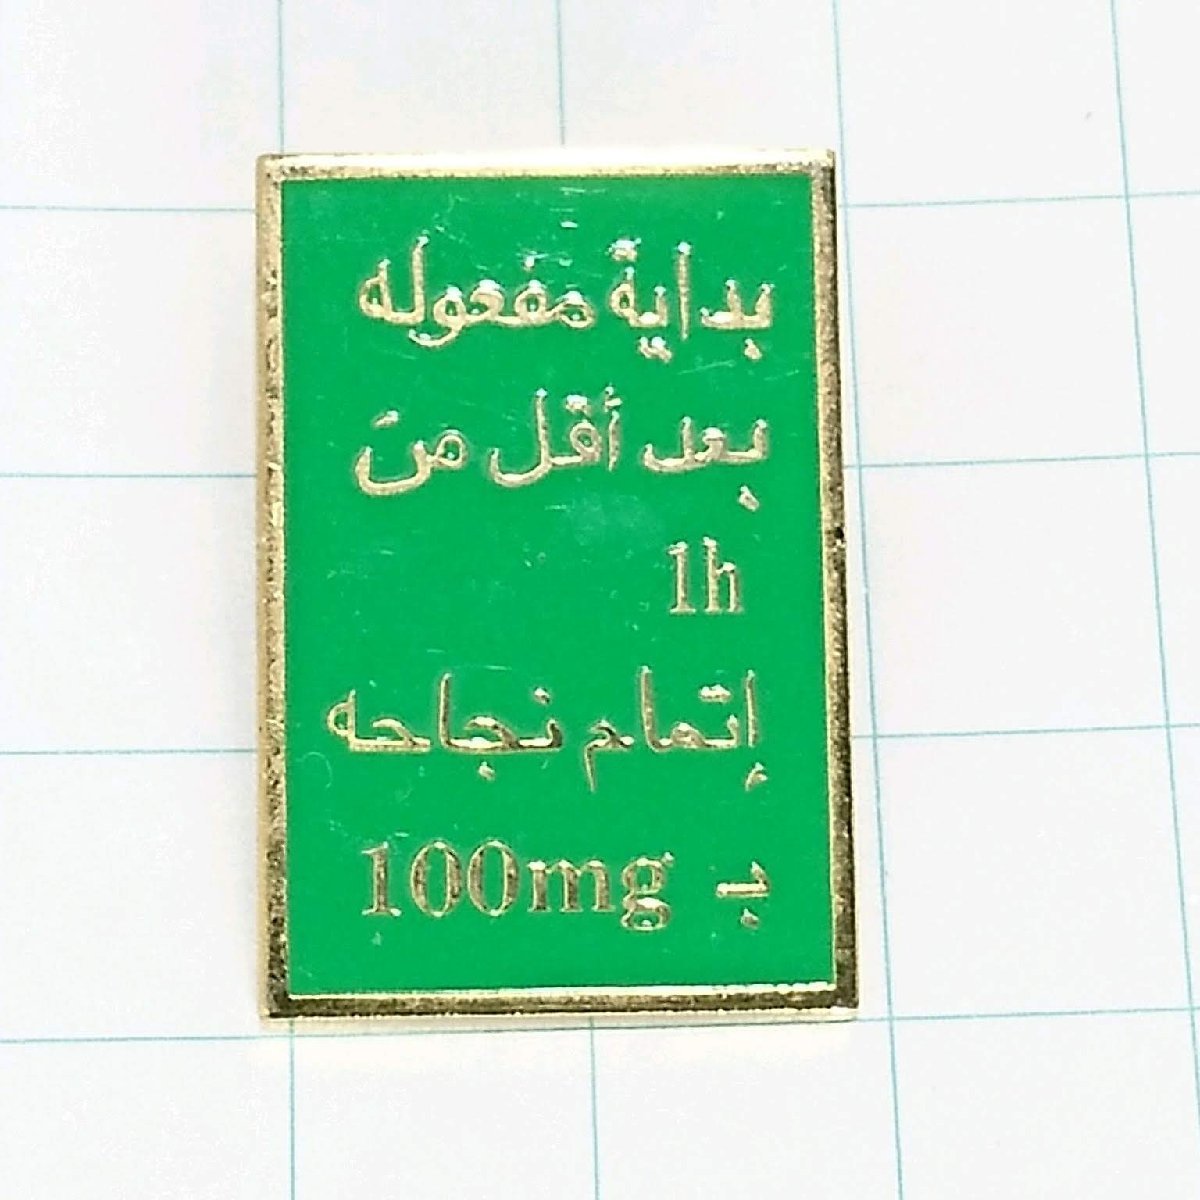 بداية مفعوله
بعد أقل من
1h
إتمام نجاحه
بـ 100mg